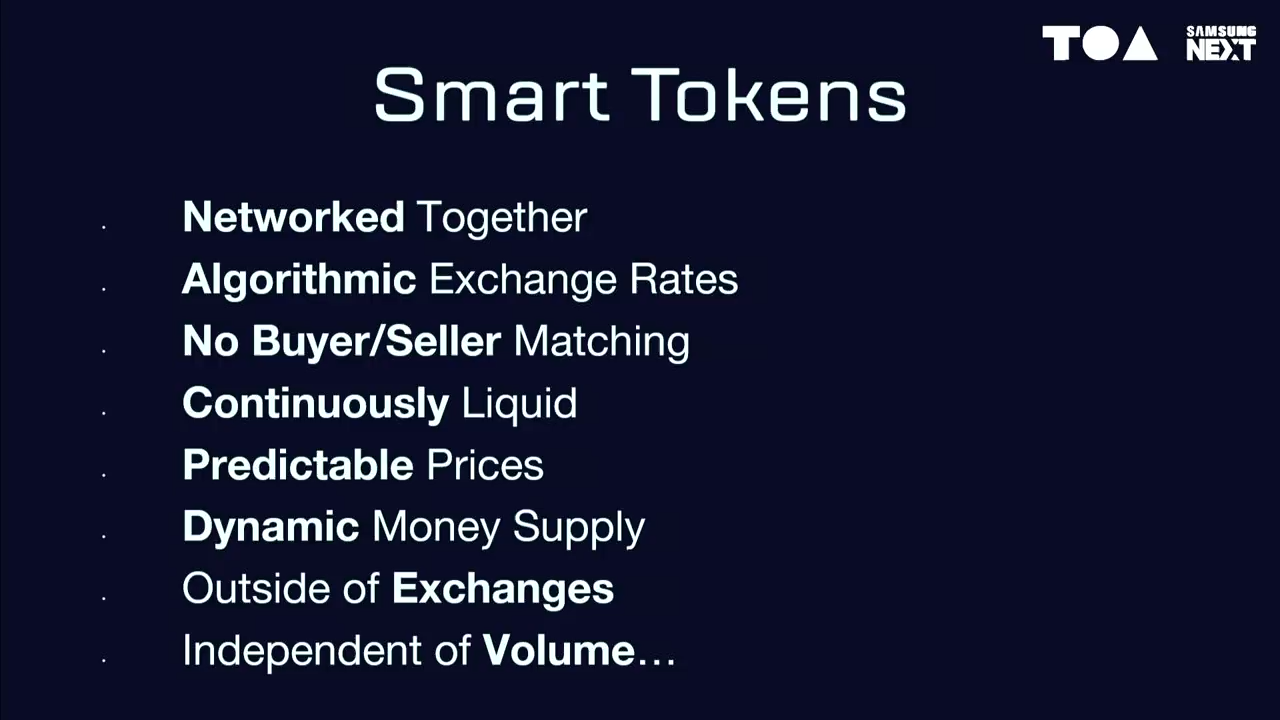 TOA
SAMSUNG
NEXT
Smart Tokens
. Networked Together
. Algorithmic Exchange Rates
. No Buyer/Seller Matching
. Continuously Liquid
. Predictable Prices
. Dynamic Money Supply
. Outside of Exchanges
. Independent of Volume…